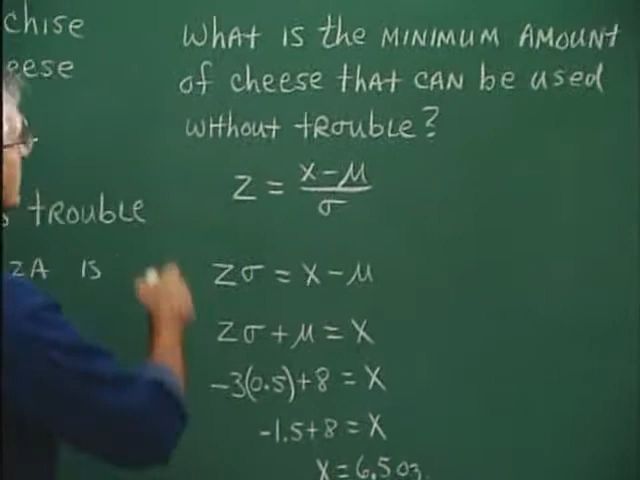 chise
eese
trouble
ZA IS
WHAT IS the MINIMUM AMOUNT
of cheese that CAN be used
without trouble?
Z = \frac{X-μ}{σ}
Zσ = X-μ
Zσ+μ = X
-3(0.5)+8 = X
-1.5+8 = X
X = 6.5 oz.